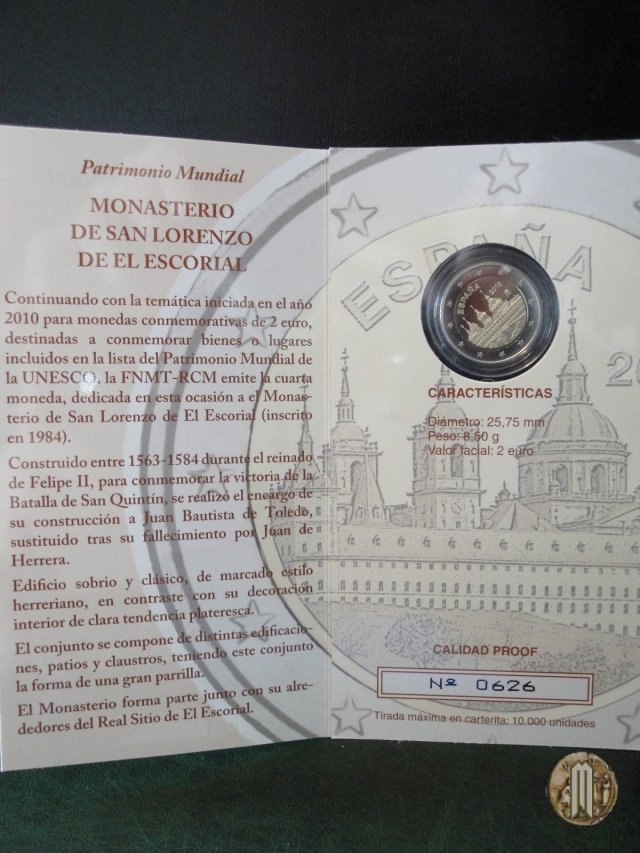 Patrimonio Mundial
MONASTERIO
DE SAN LORENZO
DE EL ESCORIAL
Continuando con la temática iniciada en el año
2010 para monedas conmemorativas de 2 euro,
destinadas a conmemorar bienes o lugares
incluidos en la lista del Patrimonio Mundial de
la UNESCO, la FNMT-RCM emite la cuarta
moneda, dedicada en esta ocasión a el Monas-
terio de San Lorenzo de El Escorial (inscrito
en 1984).
Construido entre 1563-1584 durante el reinado
de Felipe II, para conmemorar la victoria de la
Batalla de San Quintín, se realizó el encargo de
su construcción a Juan Bautista de Toledo,
sustituido tras su fallecimiento por Juan de
Herrera.
Edificio sobrio y clásico, de marcado estilo
herreriano, en contraste con su decoración
interior de clara tendencia plateresca.
El conjunto se compone de distintas edificacio-
nes, patios y claustros, teniendo este conjunto
la forma de una gran parrilla.
El Monasterio forma parte junto con su alre-
dedores del Real Sitio de El Escorial.
ESPAÑA
20
ESPAÑA
CARACTERÍSTICAS
Diámetro: 25,75 mm
Peso: 8,50 g
Valor facial: 2 euro
CALIDAD PROOF
Nº 0626
Tirada máxima en carterita: 10.000 unidades
M